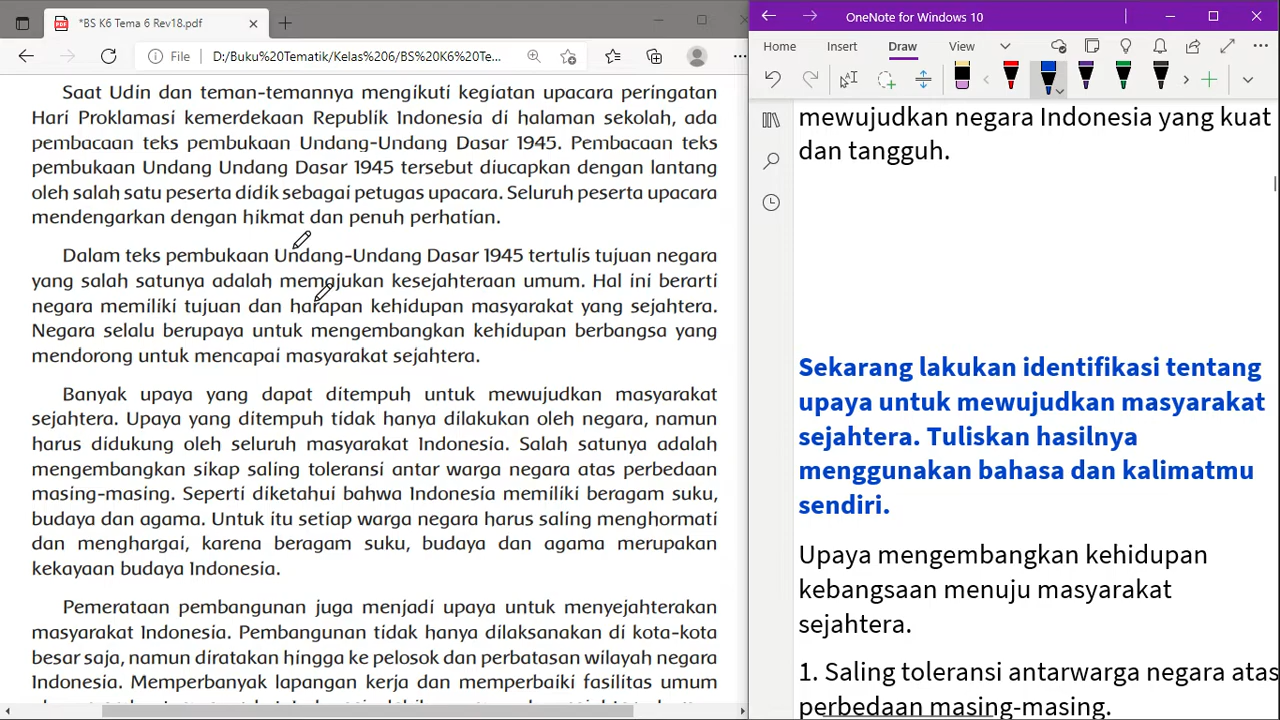 *BS K6 Tema 6 Rev18.pdf
File
D:/Buku%20Tematik/Kelas%206/BS%20K6%20Te...
Saat Udin dan teman-temannya mengikuti kegiatan upacara peringatan
Hari Proklamasi kemerdekaan Republik Indonesia di halaman sekolah, ada
pembacaan teks pembukaan Undang-Undang Dasar 1945. Pembacaan teks
pembukaan Undang Undang Dasar 1945 tersebut diucapkan dengan lantang
oleh salah satu peserta didik sebagai petugas upacara. Seluruh peserta upacara
mendengarkan dengan hikmat dan penuh perhatian.
Dalam teks pembukaan Undang-Undang Dasar 1945 tertulis tujuan negara
yang salah satunya adalah memajukan kesejahteraan umum. Hal ini berarti
negara memiliki tujuan dan harapan kehidupan masyarakat yang sejahtera.
Negara selalu berupaya untuk mengembangkan kehidupan berbangsa yang
mendorong untuk mencapai masyarakat sejahtera.
Banyak upaya yang dapat ditempuh untuk mewujudkan masyarakat
sejahtera. Upaya yang ditempuh tidak hanya dilakukan oleh negara, namun
harus didukung oleh seluruh masyarakat Indonesia. Salah satunya adalah
mengembangkan sikap saling toleransi antar warga negara atas perbedaan
masing-masing. Seperti diketahui bahwa Indonesia memiliki beragam suku,
budaya dan agama. Untuk itu setiap warga negara harus saling menghormati
dan menghargai, karena beragam suku, budaya dan agama merupakan
kekayaan budaya Indonesia.
Pemerataan pembangunan juga menjadi upaya untuk menyejahterakan
masyarakat Indonesia. Pembangunan tidak hanya dilaksanakan di kota-kota
besar saja, namun diratakan hingga ke pelosok dan perbatasan wilayah negara
Indonesia. Memperbanyak lapangan kerja dan memperbaiki fasilitas umum
OneNote for Windows 10
Home Insert Draw View
mewujudkan negara Indonesia yang kuat
dan tangguh.
Sekarang lakukan identifikasi tentang
upaya untuk mewujudkan masyarakat
sejahtera. Tuliskan hasilnya
menggunakan bahasa dan kalimatmu
sendiri.
Upaya mengembangkan kehidupan
kebangsaan menuju masyarakat
sejahtera.
1. Saling toleransi antarwarga negara atas
perbedaan masing-masing.